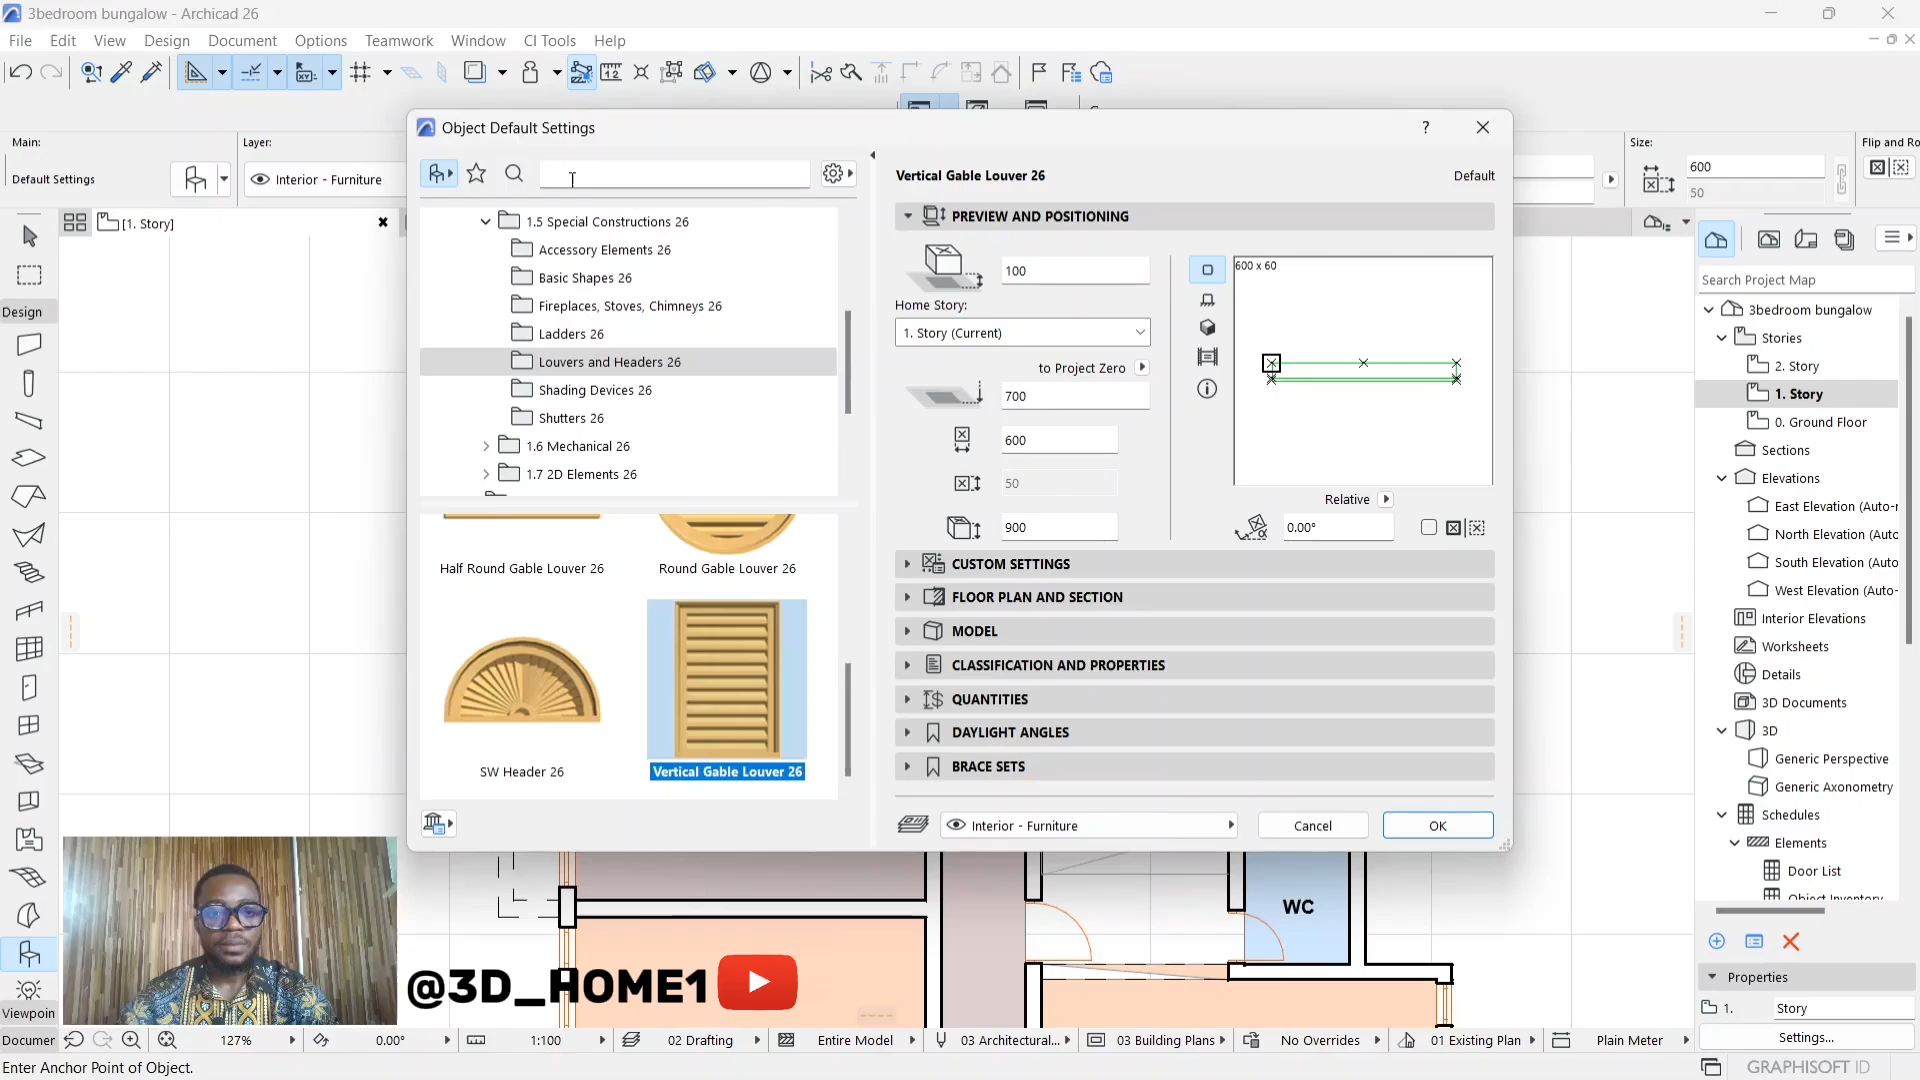 3bedroom bungalow - Archicad 26
File Edit View Design Document Options Teamwork Window CI Tools Help
Main:
Layer:
Size:
Flip and Ro
Default Settings
Interior - Furniture
600
50
[1. Story]
Design
Viewpoin
Documer
Object Default Settings
?
1.5 Special Constructions 26
Accessory Elements 26
Basic Shapes 26
Fireplaces, Stoves, Chimneys 26
Ladders 26
Louvers and Headers 26
Shading Devices 26
Shutters 26
1.6 Mechanical 26
1.7 2D Elements 26
Half Round Gable Louver 26
Round Gable Louver 26
SW Header 26
Vertical Gable Louver 26
Vertical Gable Louver 26
Default
PREVIEW AND POSITIONING
100
Home Story:
1. Story (Current)
to Project Zero
700
600
50
900
600 x 60
Relative
0.00°
CUSTOM SETTINGS
FLOOR PLAN AND SECTION
MODEL
CLASSIFICATION AND PROPERTIES
QUANTITIES
DAYLIGHT ANGLES
BRACE SETS
Interior - Furniture
Cancel
OK
Search Project Map
3bedroom bungalow
Stories
2. Story
1. Story
0. Ground Floor
Sections
Elevations
East Elevation (Auto-r
North Elevation (Autc
South Elevation (Auto
West Elevation (Auto-
Interior Elevations
Worksheets
Details
3D Documents
3D
Generic Perspective
Generic Axonometry
Schedules
Elements
Door List
Object Inventory
Properties
1.
Story
Settings...
WC
@3D_HOME1
127%
0.00°
1:100
02 Drafting
Entire Model
03 Architectural...
03 Building Plans
No Overrides
01 Existing Plan
Plain Meter
Enter Anchor Point of Object.
GRAPHISOFT ID